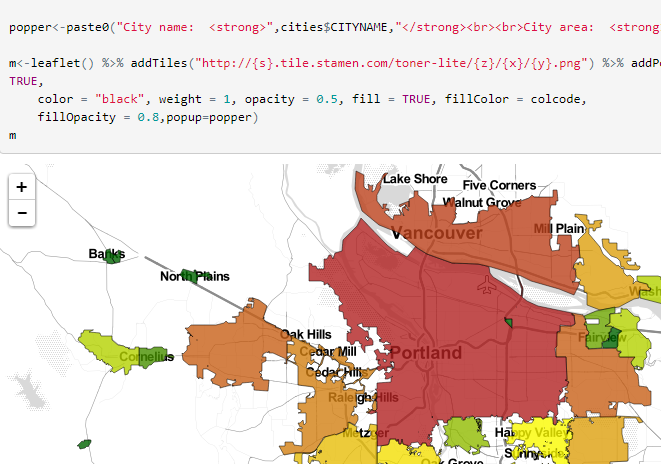 popper<-paste0("City name:  <strong>",cities$CITYNAME,"</strong><br><br>City area:  <strong
m<-leaflet() %>% addTiles("http://{s}.tile.stamen.com/toner-lite/{z}/{x}/{y}.png") %>% addPo
TRUE,
    color = "black", weight = 1, opacity = 0.5, fill = TRUE, fillColor = colcode,
    fillOpacity = 0.8,popup=popper)
m
+
−
Lake Shore
Five Corners
Walnut Grove
Vancouver
Mill Plain
Banks
North Plains
Wash
Oak Hills
Fairview
Cedar Mill
Portland
Cornelius
Cedar Hill
Raleigh Hills
Metzger
Happy Valley
Sunnyside
Oak Grove